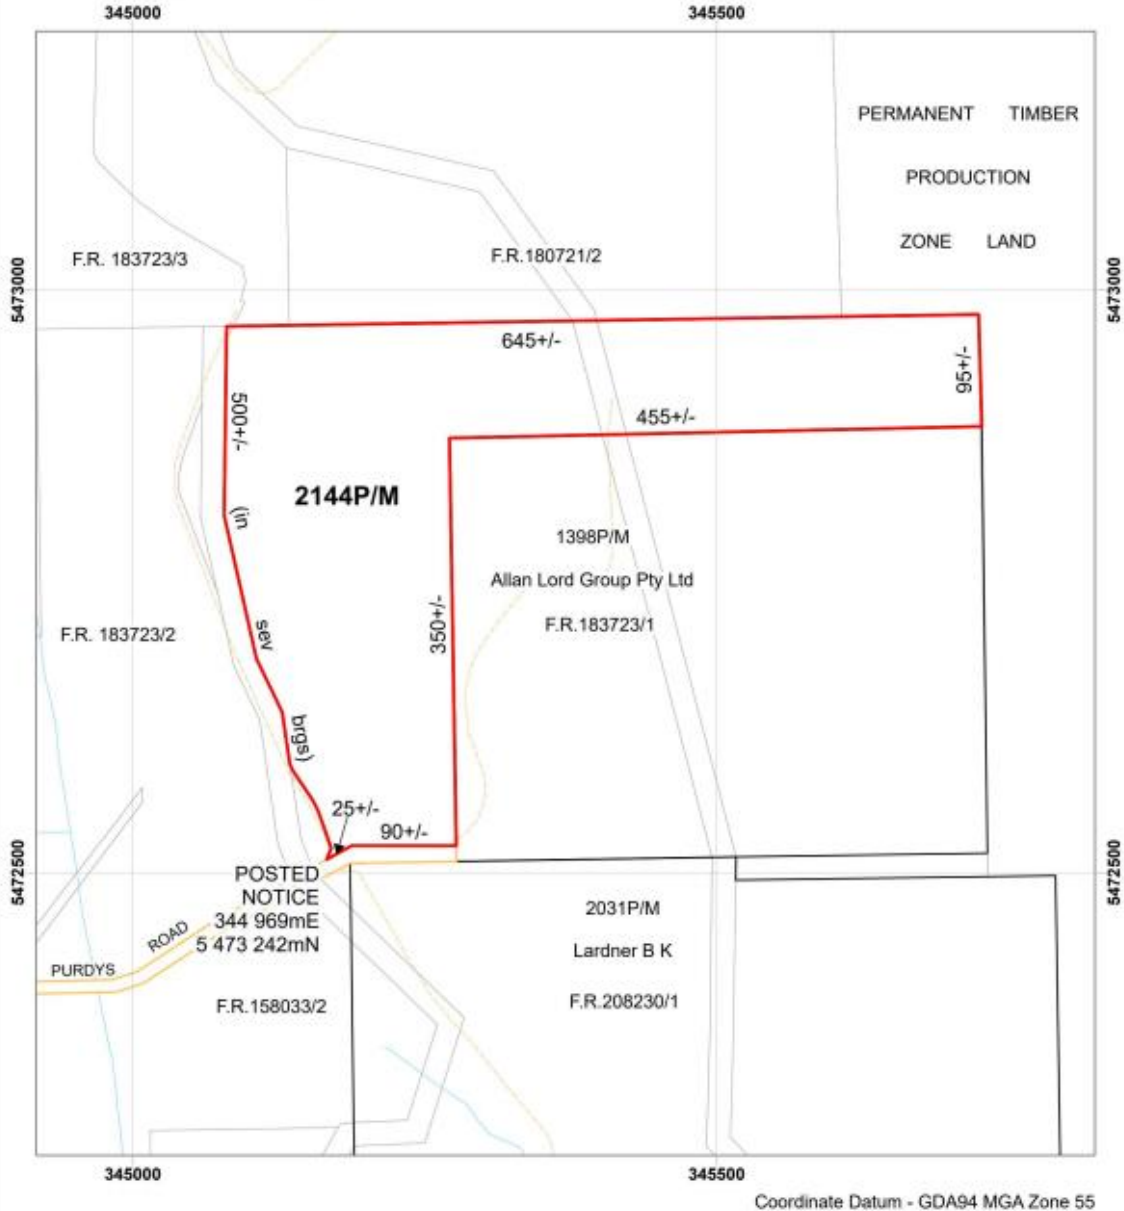 345000
345500
PERMANENT TIMBER
PRODUCTION
ZONE LAND
F.R. 183723/3
F.R.180721/2
5473000
5473000
645+/-
95+/-
455+/-
500+/-
(in
sev
brgs)
2144P/M
1398P/M
Allan Lord Group Pty Ltd
F.R.183723/1
350+/-
F.R. 183723/2
25+/-
90+/-
5472500
5472500
POSTED
NOTICE
344 969mE
5 473 242mN
PURDYS ROAD
2031P/M
Lardner B K
F.R.208230/1
F.R.158033/2
345000
345500
Coordinate Datum - GDA94 MGA Zone 55